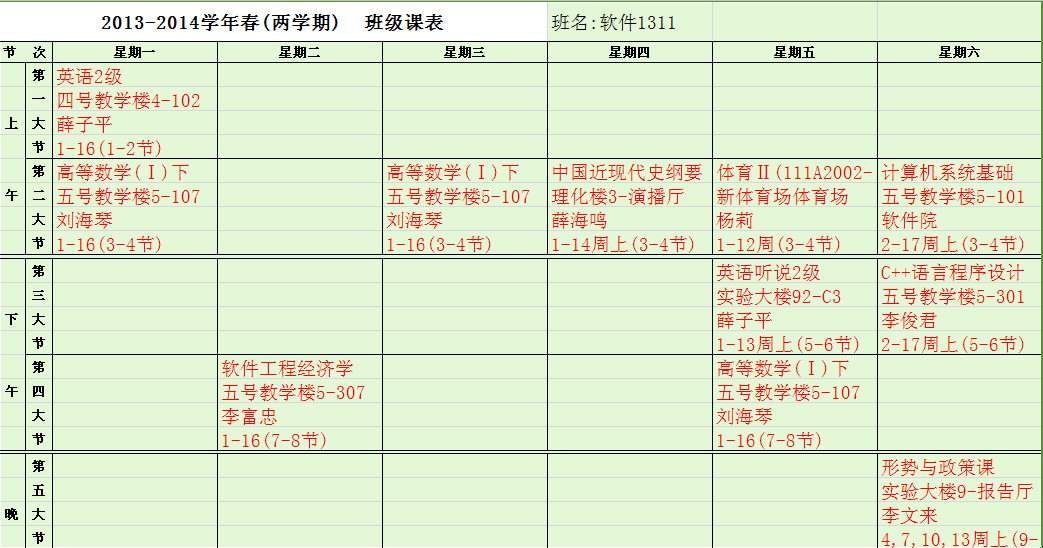 2013-2014学年春(两学期) 班级课表 班名:软件1311
节 次 星期一 星期二 星期三 星期四 星期五 星期六
上午
第一大节
英语2级
四号教学楼4-102
薛子平
1-16(1-2节)
第二大节
高等数学(Ⅰ)下
五号教学楼5-107
刘海琴
1-16(3-4节)
高等数学(Ⅰ)下
五号教学楼5-107
刘海琴
1-16(3-4节)
中国近现代史纲要
理化楼3-演播厅
薛海鸣
1-14周上(3-4节)
体育Ⅱ(111A2002-
新体育场体育场
杨莉
1-12周(3-4节)
计算机系统基础
五号教学楼5-101
软件院
2-17周上(3-4节)
下午
第三大节
英语听说2级
实验大楼92-C3
薛子平
1-13周上(5-6节)
C++语言程序设计
五号教学楼5-301
李俊君
2-17周上(5-6节)
第四大节
软件工程经济学
五号教学楼5-307
李富忠
1-16(7-8节)
高等数学(Ⅰ)下
五号教学楼5-107
刘海琴
1-16(7-8节)
晚
第五大节
形势与政策课
实验大楼9-报告厅
李文来
4,7,10,13周上(9-